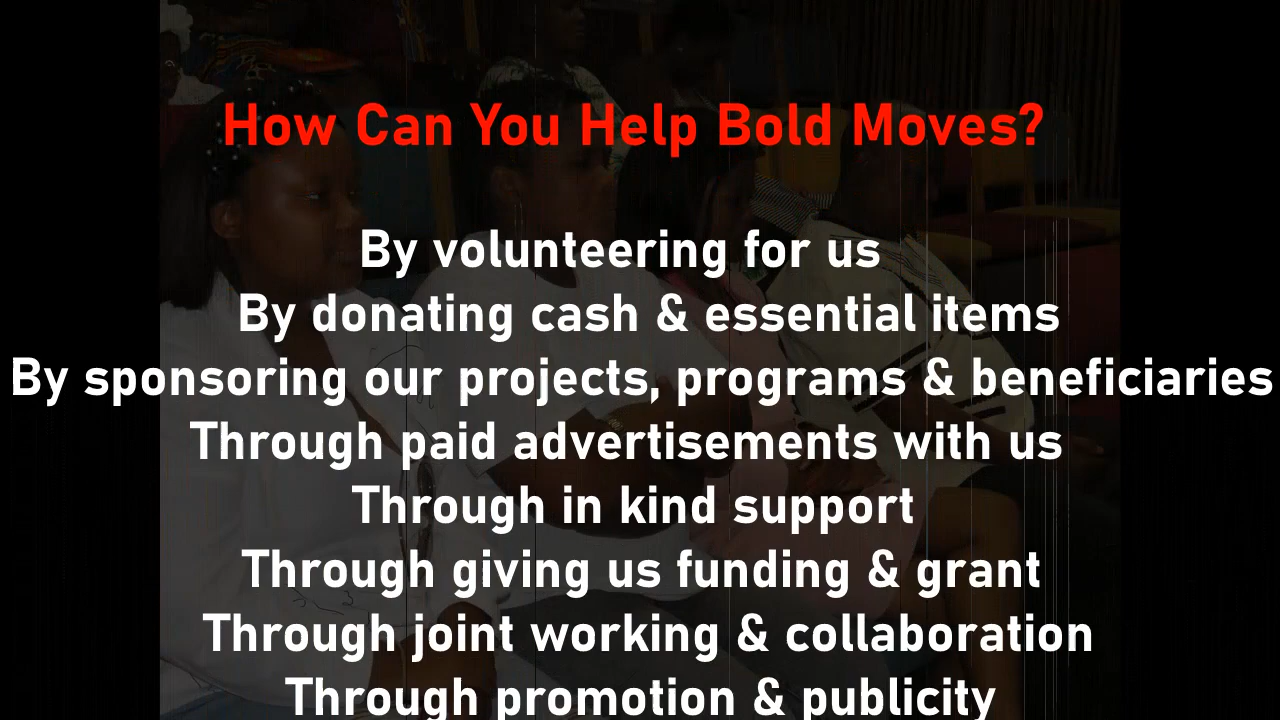 How Can You Help Bold Moves?
By volunteering for us
By donating cash & essential items
By sponsoring our projects, programs & beneficiaries
Through paid advertisements with us
Through in kind support
Through giving us funding & grant
Through joint working & collaboration
Through promotion & publicity